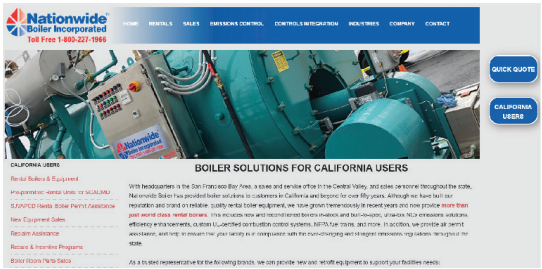 Nationwide®
Boiler Incorporated
Toll Free 1-800-227-1966
HOME RENTALS SALES EMISSIONS CONTROL CONTROLS INTEGRATION INDUSTRIES COMPANY CONTACT
QUICK QUOTE
CALIFORNIA
USERS
Nationwide
Boiler Incorporated
CALIFORNIA USERS
Rental Boilers & Equipment
Pre-permitted Rental Units for SCAQMD
SJVAPCD Rental Boiler Permit Assistance
New Equipment Sales
Reclaim Assistance
Rebate & Incentive Programs
Boiler Room Parts Sales
BOILER SOLUTIONS FOR CALIFORNIA USERS
With headquarters in the San Francisco Bay Area, a sales and service office in the Central Valley, and sales personnel throughout the state,
Nationwide Boiler has provided boiler solutions to customers in California and beyond for over fifty years. Although we have built our
reputation and brand on reliable, quality rental boiler equipment, we have grown tremendously in recent years and now provide more than
just world class rental boilers. This includes new and reconditioned boilers in-stock and built-to-spec, ultra-low NOx emissions solutions,
efficiency enhancements, custom UL-certified combustion control systems, NFPA fuel trains, and more. In addition, we provide air permit
assistance, and help to ensure that your facility is in compliance with the ever-changing and stringent emissions regulations throughout the
state.
As a trusted representative for the following brands, we can provide new and retrofit equipment to support your facilities needs: